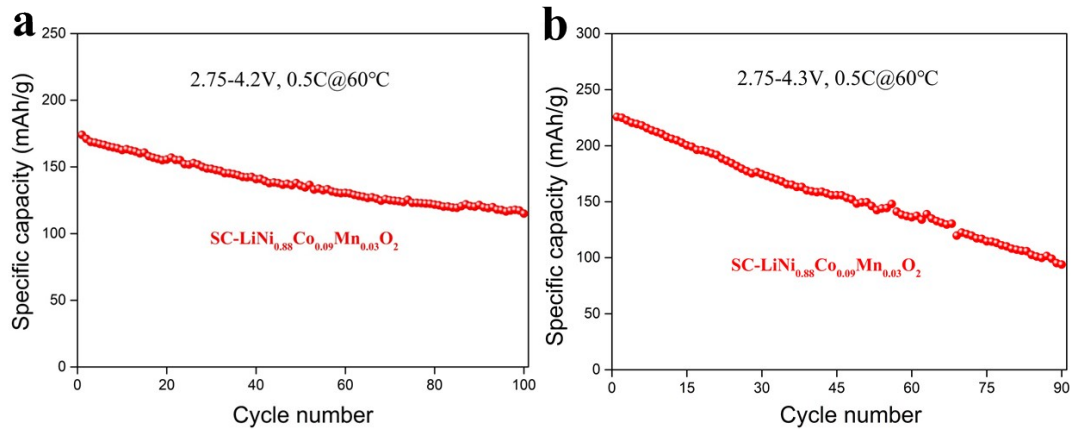 a
250
200
150
100
50
0
Specific capacity (mAh/g)
2.75-4.2V, 0.5C@60℃
SC-LiNi0.88Co0.09Mn0.03O2
0 20 40 60 80 100
Cycle number
b
300
250
200
150
100
50
0
Specific capacity (mAh/g)
2.75-4.3V, 0.5C@60℃
SC-LiNi0.88Co0.09Mn0.03O2
0 15 30 45 60 75 90
Cycle number